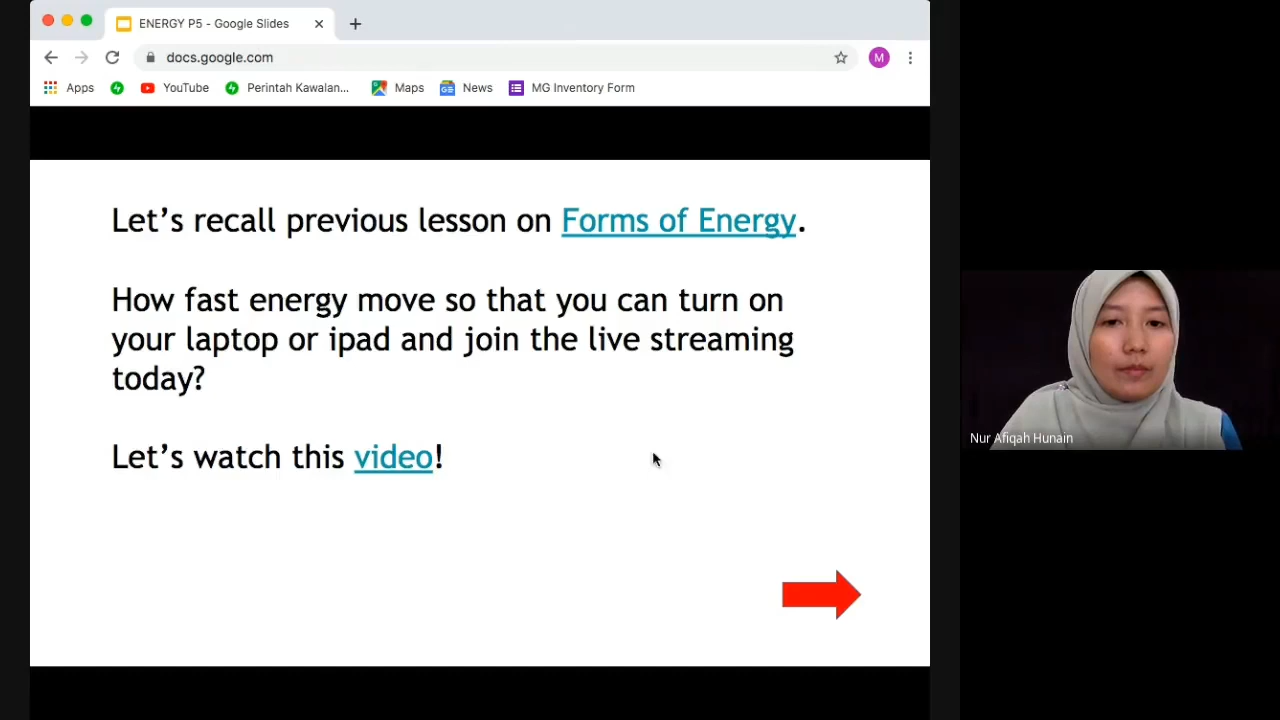 ENERGY P5 - Google Slides
docs.google.com
M
Apps
YouTube
Perintah Kawalan...
Maps
News
MG Inventory Form
Let's recall previous lesson on Forms of Energy.
How fast energy move so that you can turn on
your laptop or ipad and join the live streaming
today?
Let's watch this video!
Nur Afiqah Hunain